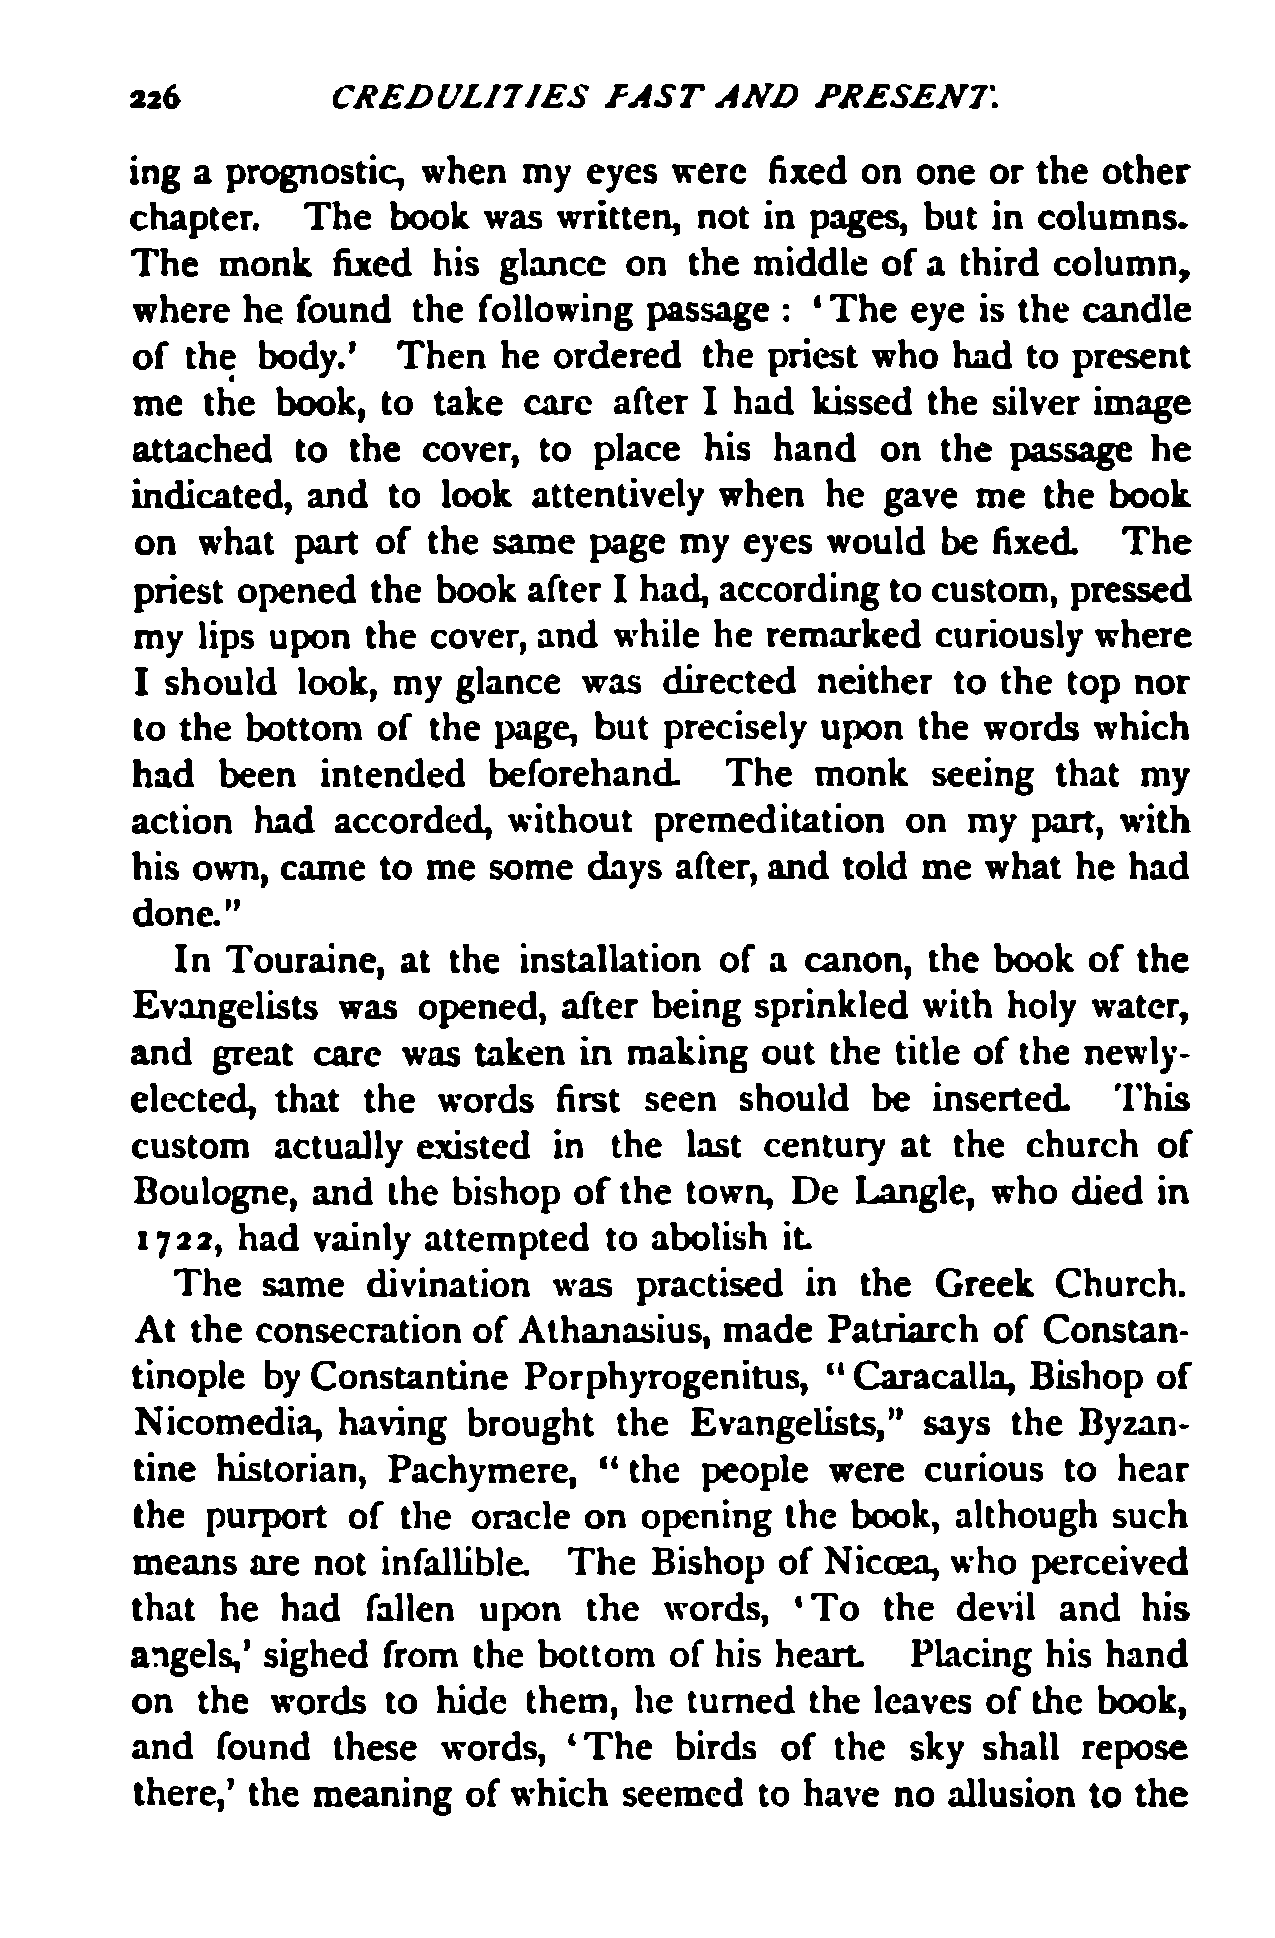 226 CREDULITIES PAST AND PRESENT.
ing a prognostic, when my eyes were fixed on one or the other
chapter. The book was written, not in pages, but in columns.
The monk fixed his glance on the middle of a third column,
where he found the following passage : ‘The eye is the candle
of the body.’ Then he ordered the priest who had to present
me the book, to take care after I had kissed the silver image
attached to the cover, to place his hand on the passage he
indicated, and to look attentively when he gave me the book
on what part of the same page my eyes would be fixed. The
priest opened the book after I had, according to custom, pressed
my lips upon the cover, and while he remarked curiously where
I should look, my glance was directed neither to the top nor
to the bottom of the page, but precisely upon the words which
had been intended beforehand. The monk seeing that my
action had accorded, without premeditation on my part, with
his own, came to me some days after, and told me what he had
done."
In Touraine, at the installation of a canon, the book of the
Evangelists was opened, after being sprinkled with holy water,
and great care was taken in making out the title of the newly-
elected, that the words first seen should be inserted. This
custom actually existed in the last century at the church of
Boulogne, and the bishop of the town, De Langle, who died in
1722, had vainly attempted to abolish it.
The same divination was practised in the Greek Church.
At the consecration of Athanasius, made Patriarch of Constan-
tinople by Constantine Porphyrogenitus, “Caracalla, Bishop of
Nicomedia, having brought the Evangelists," says the Byzan-
tine historian, Pachymere, “the people were curious to hear
the purport of the oracle on opening the book, although such
means are not infallible. The Bishop of Nicœa, who perceived
that he had fallen upon the words, ‘To the devil and his
angels,’ sighed from the bottom of his heart. Placing his hand
on the words to hide them, he turned the leaves of the book,
and found these words, ‘The birds of the sky shall repose
there,’ the meaning of which seemed to have no allusion to the